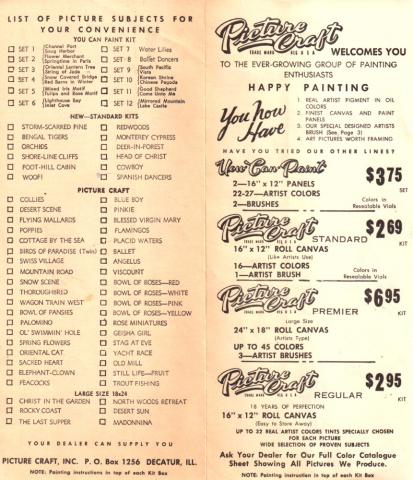 LIST OF PICTURE SUBJECTS FOR
YOUR CONVENIENCE
YOU CAN PAINT KIT
SET 1 Channel Port
Snug Harbor
SET 2 Flower Meadows
Springtime in Paris
SET 3 Oriental Lantern Tree
String of Jade
SET 4 Snow Covered Bridge
Red Barns in Winter
SET 5 Mixed Iris Motif
Tulips and Rose Motif
SET 6 Lighthouse Bay
Inlet Cove
SET 7 Water Lilies
SET 8 Ballet Dancers
SET 9 South Pacific
Vista
SET 10 Korean Shrine
Chinese Pagoda
SET 11 Good Shepherd
Come Unto Me
SET 12 Mirrored Mountain
Lake Castle
NEW—STANDARD KITS
STORM-SCARRED PINE
BENGAL TIGERS
ORCHIDS
SHORE-LINE CLIFFS
FOOT-HILL CABIN
WOOF!
REDWOODS
MONTEREY CYPRESS
DEER-IN-FOREST
HEAD OF CHRIST
COWBOY
SPANISH DANCERS
PICTURE CRAFT
COLLIES
DESERT SCENE
FLYING MALLARDS
POPPIES
COTTAGE BY THE SEA
BIRDS OF PARADISE (Twin)
SWISS VILLAGE
MOUNTAIN ROAD
SNOW SCENE
THOROUGHBRED
WAGON TRAIN WEST
BOWL OF PANSIES
PALOMINO
OL' SWIMMIN' HOLE
SPRING FLOWERS
ORIENTAL CAT
SACRED HEART
ELEPHANT-CLOWN
PEACOCKS
BLUE BOY
PINKIE
BLESSED VIRGIN MARY
FLAMINGOS
PLACID WATERS
BALLET
ANGELUS
VISCOUNT
BOWL OF ROSES—RED
BOWL OF ROSES—WHITE
BOWL OF ROSES—PINK
BOWL OF ROSES—YELLOW
ROSE MINIATURES
GEISHA GIRL
STAG AT EVE
YACHT RACE
OLD MILL
STILL LIFE—FRUIT
TROUT FISHING
LARGE SIZE 18x24
CHRIST IN THE GARDEN
ROCKY COAST
THE LAST SUPPER
NORTH WOODS RETREAT
DESERT SUN
MADONNINA
YOUR DEALER CAN SUPPLY YOU
PICTURE CRAFT, INC. P. O. Box 1256 DECATUR, ILL.
NOTE: Painting instructions in top of each Kit Box
Picture Craft
TRADE MARK REG U S A
WELCOMES YOU
TO THE EVER-GROWING GROUP OF PAINTING
ENTHUSIASTS
HAPPY PAINTING
You now Have
1. REAL ARTIST PIGMENT IN OIL
COLORS
2. FINEST CANVAS AND PAINT
PANELS
3. OUR SPECIAL DESIGNED ARTISTS
BRUSH (See Page 3)
4. ART PICTURES WORTH FRAMING
HAVE YOU TRIED OUR OTHER LINES?
You Can Paint
2—16" x 12" PANELS
22-27—ARTIST COLORS
2—BRUSHES
$3.75
SET
Colors in
Resealable Vials
Picture Craft
TRADE MARK REG U S A
STANDARD
16" x 12" ROLL CANVAS
(Like Artists Use)
16—ARTIST COLORS
1—ARTIST BRUSH
$2.69
KIT
Colors in
Resealable Vials
Picture Craft
TRADE MARK REG U S A
PREMIER
Large Size
24" x 18" ROLL CANVAS
(Artists Type)
UP TO 45 COLORS
3—ARTIST BRUSHES
$6.95
KIT
Picture Craft
TRADE MARK REG U S A
REGULAR
18 YEARS OF PERFECTION
16" x 12" ROLL CANVAS
(Easy to Store Away)
$2.95
KIT
UP TO 32 REAL ARTIST COLORS TINTS SPECIALLY CHOSEN
FOR EACH PICTURE
WIDE SELECTION OF PROVEN SUBJECTS
Ask Your Dealer for Our Full Color Catalogue
Sheet Showing All Pictures We Produce.
NOTE: Painting instructions in top of each Kit Box